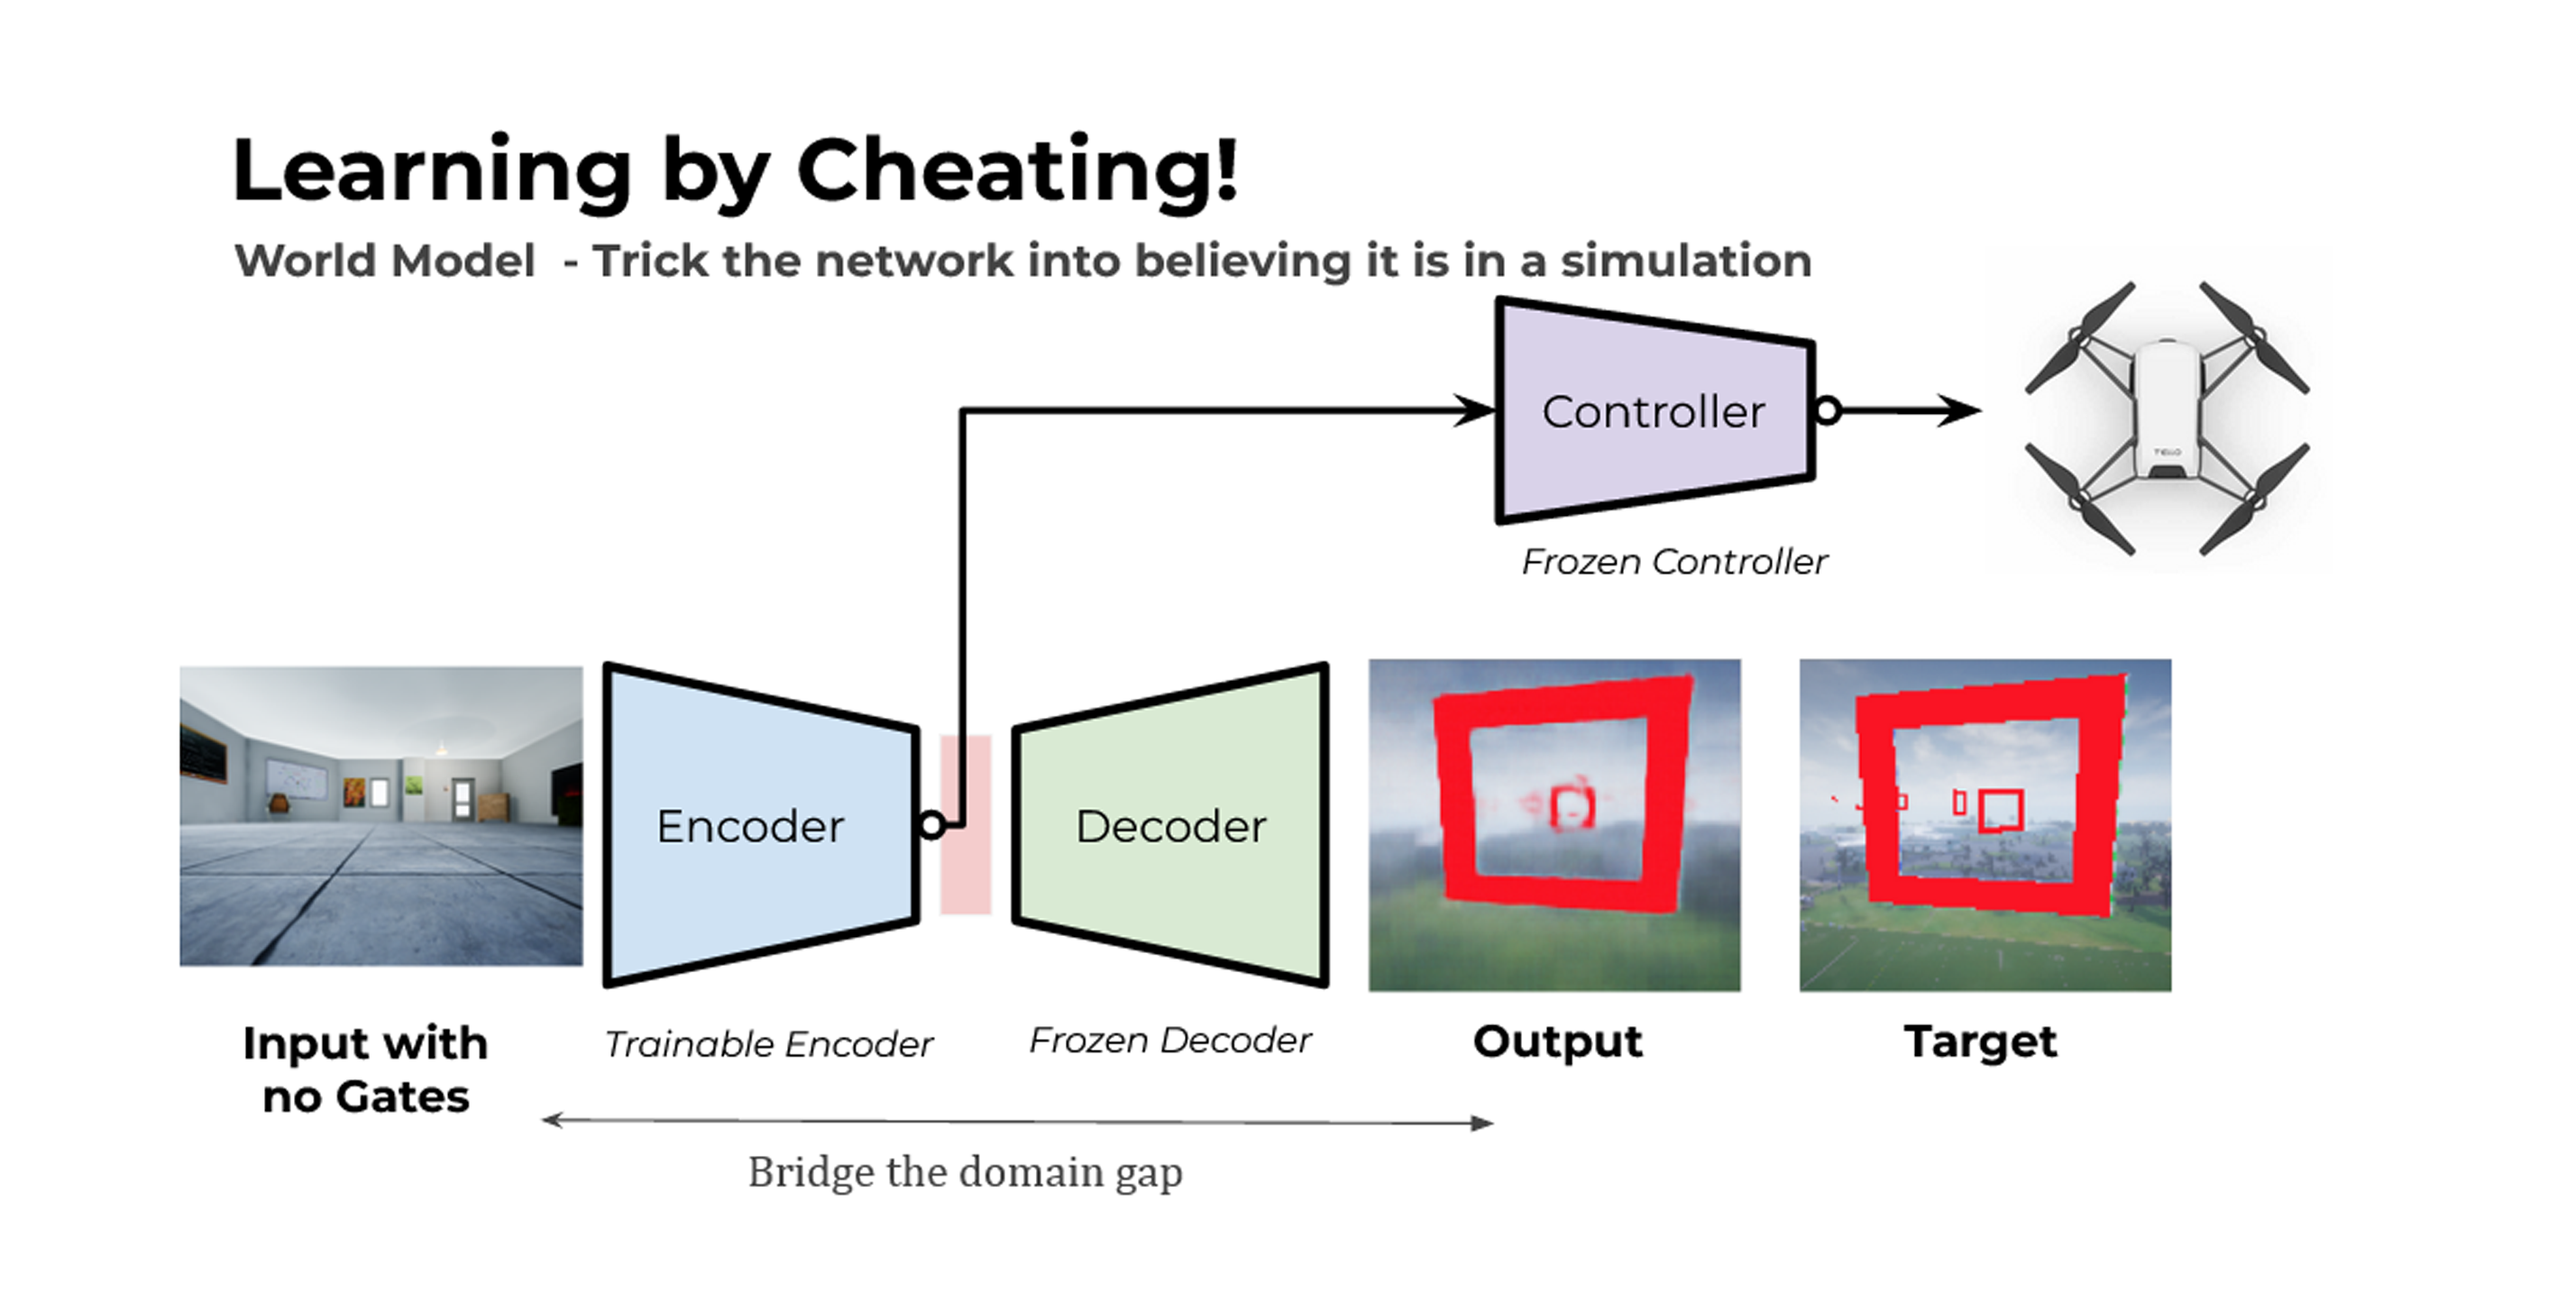 Learning by Cheating!
World Model - Trick the network into believing it is in a simulation
Controller
TELLO
Frozen Controller
Encoder
Decoder
Input with
no Gates
Trainable Encoder
Frozen Decoder
Output
Target
Bridge the domain gap